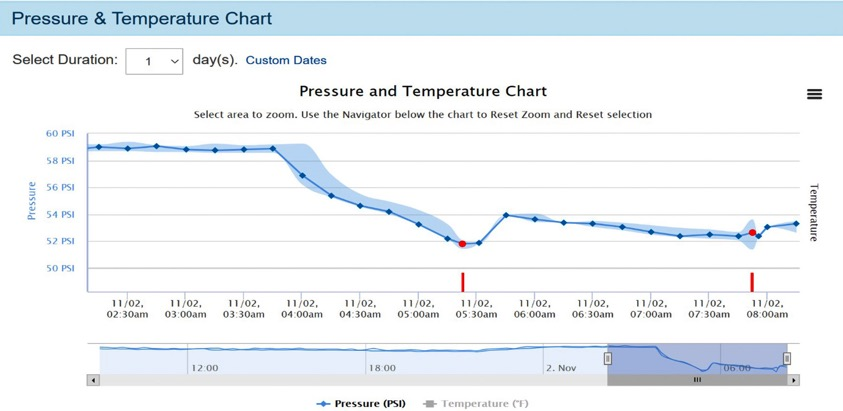 Pressure & Temperature Chart
Select Duration: 1 day(s). Custom Dates
Pressure and Temperature Chart
Select area to zoom. Use the Navigator below the chart to Reset Zoom and Reset selection
60 PSI
58 PSI
56 PSI
54 PSI
52 PSI
50 PSI
Pressure
Temperature
11/02, 11/02, 11/02, 11/02, 11/02, 11/02, 11/02, 11/02, 11/02, 11/02, 11/02, 11/02,
02:30am 03:00am 03:30am 04:00am 04:30am 05:00am 05:30am 06:00am 06:30am 07:00am 07:30am 08:00am
12:00 18:00 2. Nov 06:00
Pressure (PSI) Temperature (°F)